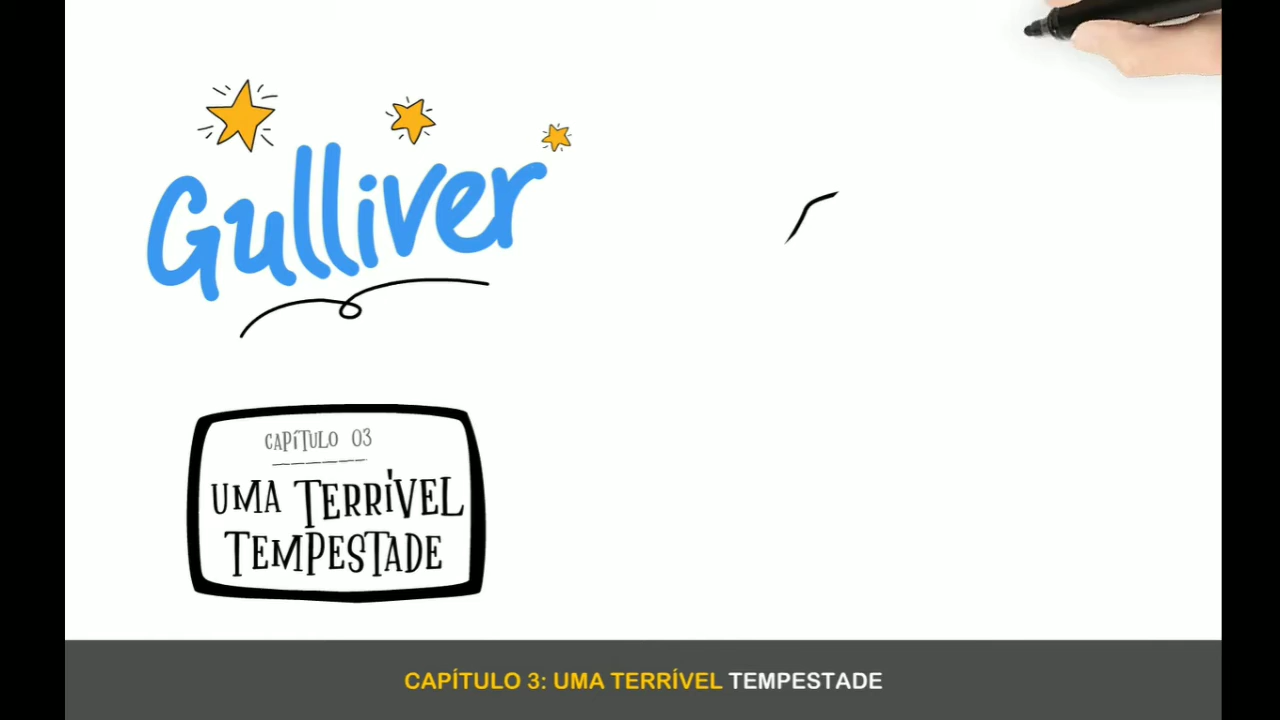 Gulliver
CAPÍTULO 03
UMA TERRÍVEL
TEMPESTADE
CAPÍTULO 3: UMA TERRÍVEL TEMPESTADE